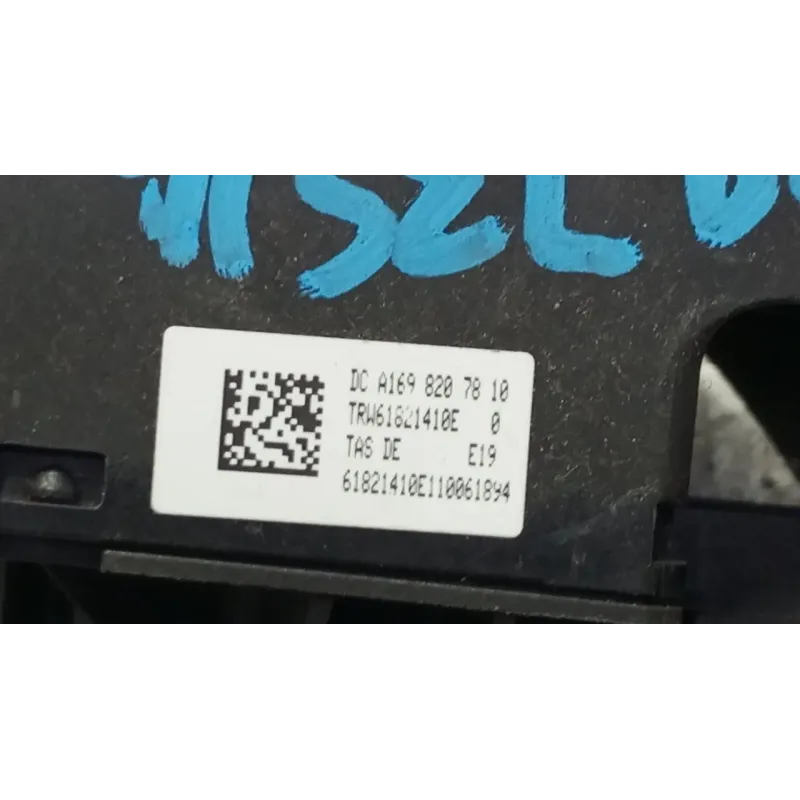 DC A169 820 78 10
TRW61821410E 0
TAS DE E19
61821410E110061894